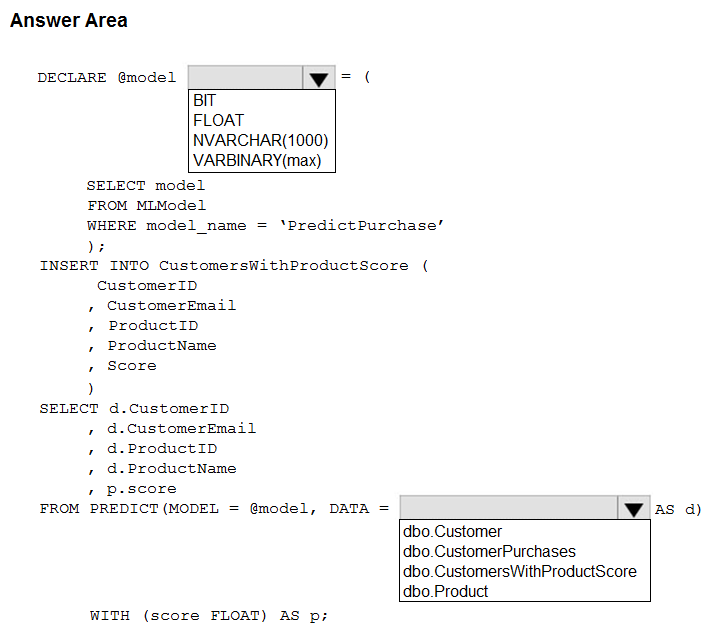 Answer Area
DECLARE @model = (
BIT
FLOAT
NVARCHAR(1000)
VARBINARY(max)
SELECT model
FROM MLModel
WHERE model_name = ‘PredictPurchase’
);
INSERT INTO CustomersWithProductScore (
CustomerID
, CustomerEmail
, ProductID
, ProductName
, Score
)
SELECT d.CustomerID
, d.CustomerEmail
, d.ProductID
, d.ProductName
, p.score
FROM PREDICT(MODEL = @model, DATA = AS d)
dbo.Customer
dbo.CustomerPurchases
dbo.CustomersWithProductScore
dbo.Product
WITH (score FLOAT) AS p;